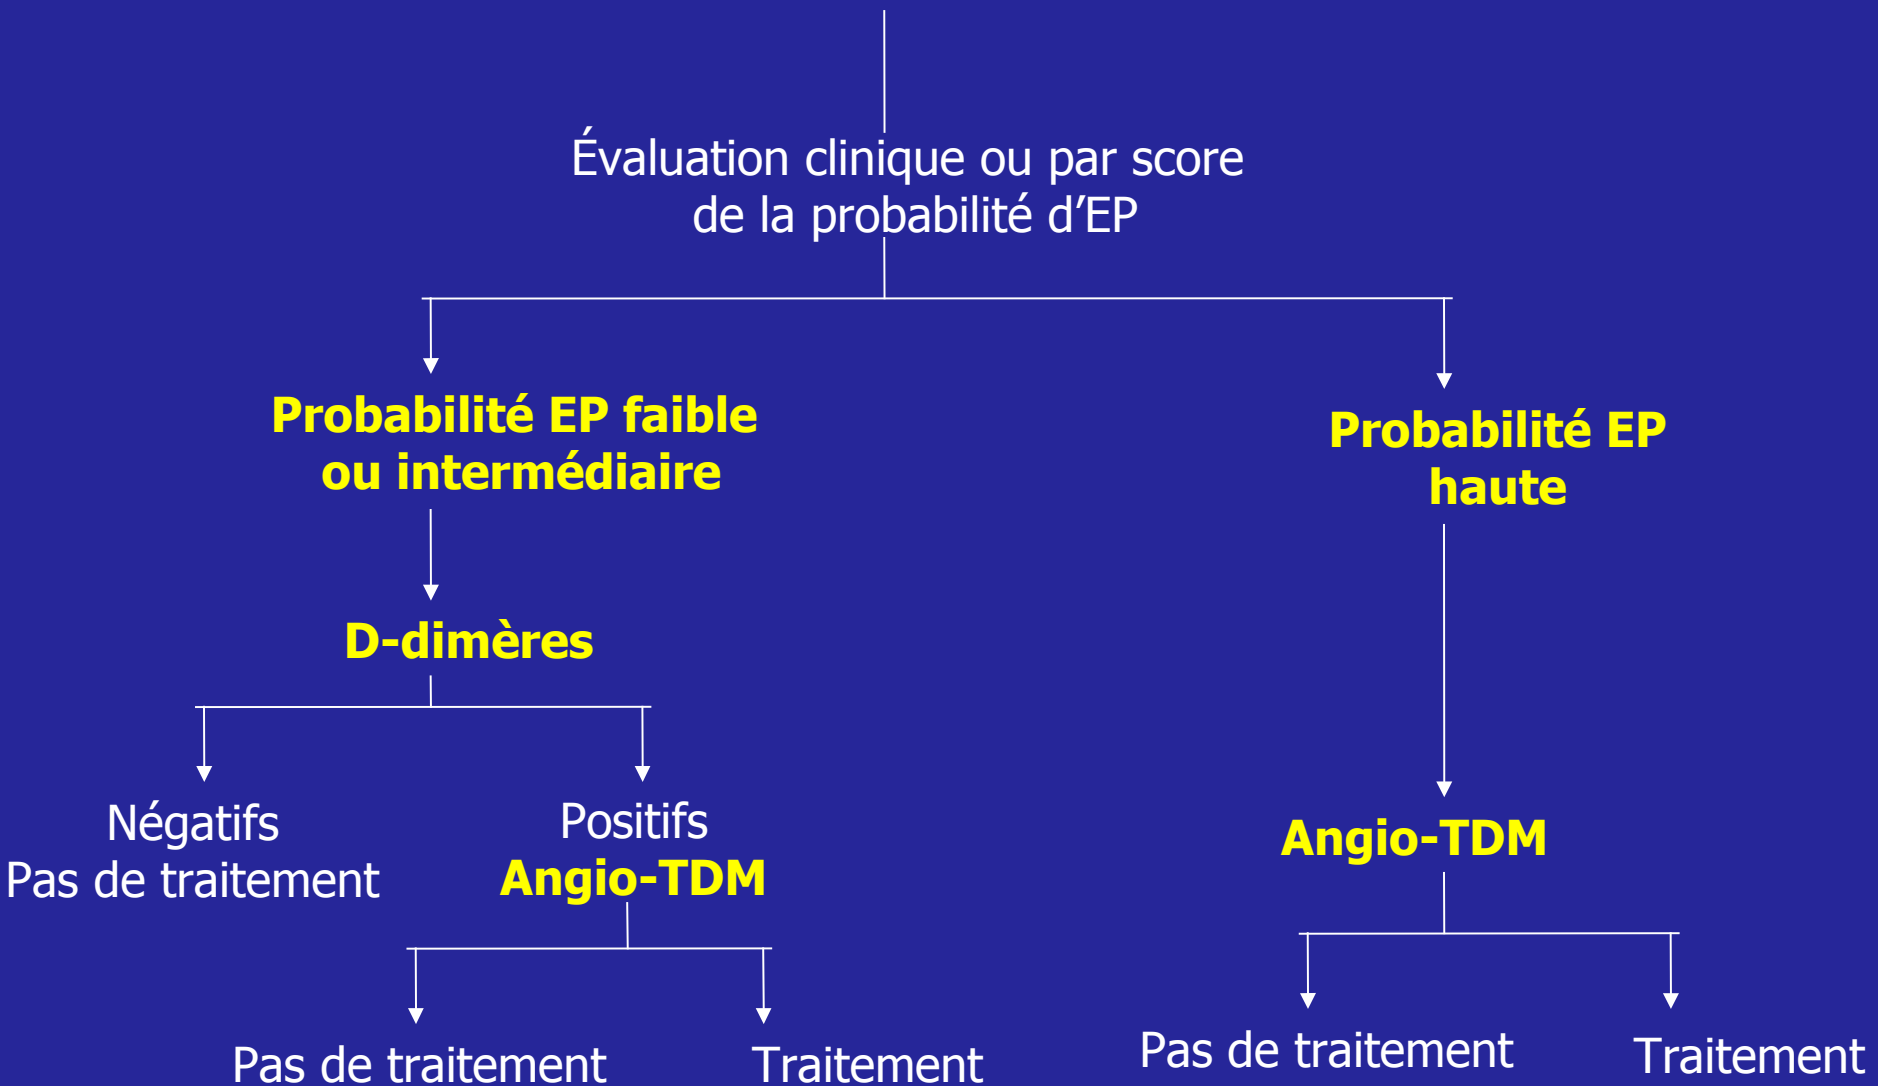 Évaluation clinique ou par score
de la probabilité d’EP
Probabilité EP faible
ou intermédiaire
Probabilité EP
haute
D-dimères
Négatifs
Pas de traitement
Positifs
Angio-TDM
Angio-TDM
Pas de traitement
Traitement
Pas de traitement
Traitement